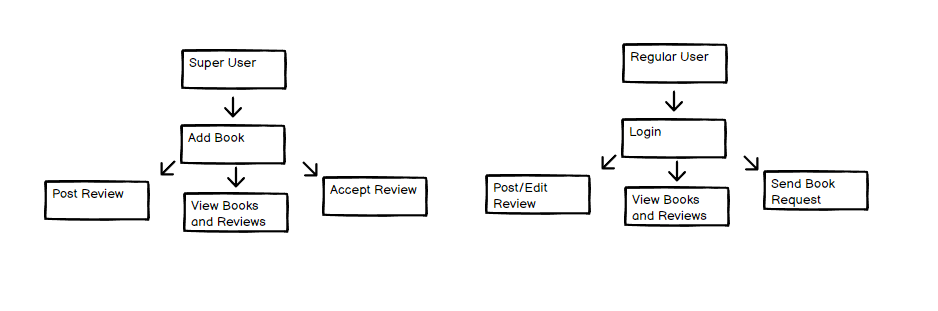 Super User
Add Book
Post Review
View Books
and Reviews
Accept Review
Regular User
Login
Post/Edit
Review
View Books
and Reviews
Send Book
Request